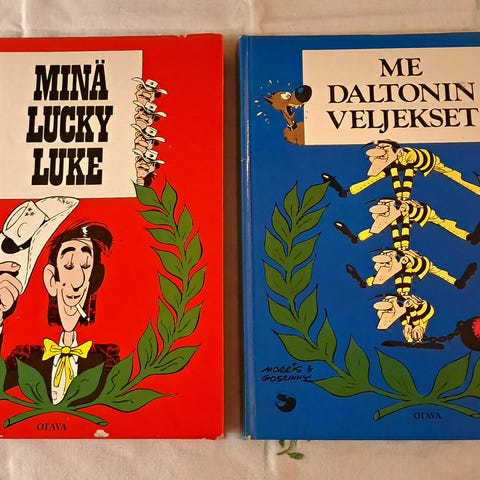 MINÄ
LUCKY
LUKE
OTAVA
ME
DALTONIN
VELJEKSET
MORRIS &
GOSCINNY
OTAVA